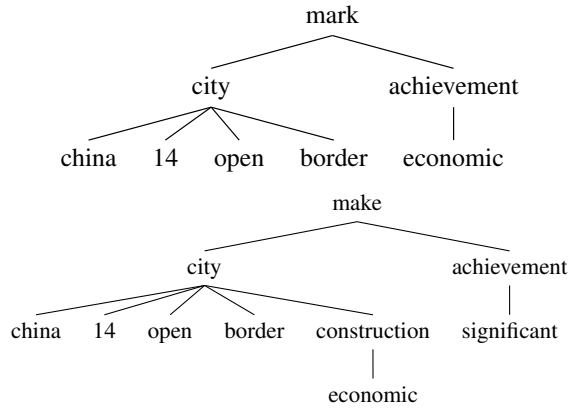 mark
city achievement
china 14 open border economic
make
city achievement
china 14 open border construction significant
economic